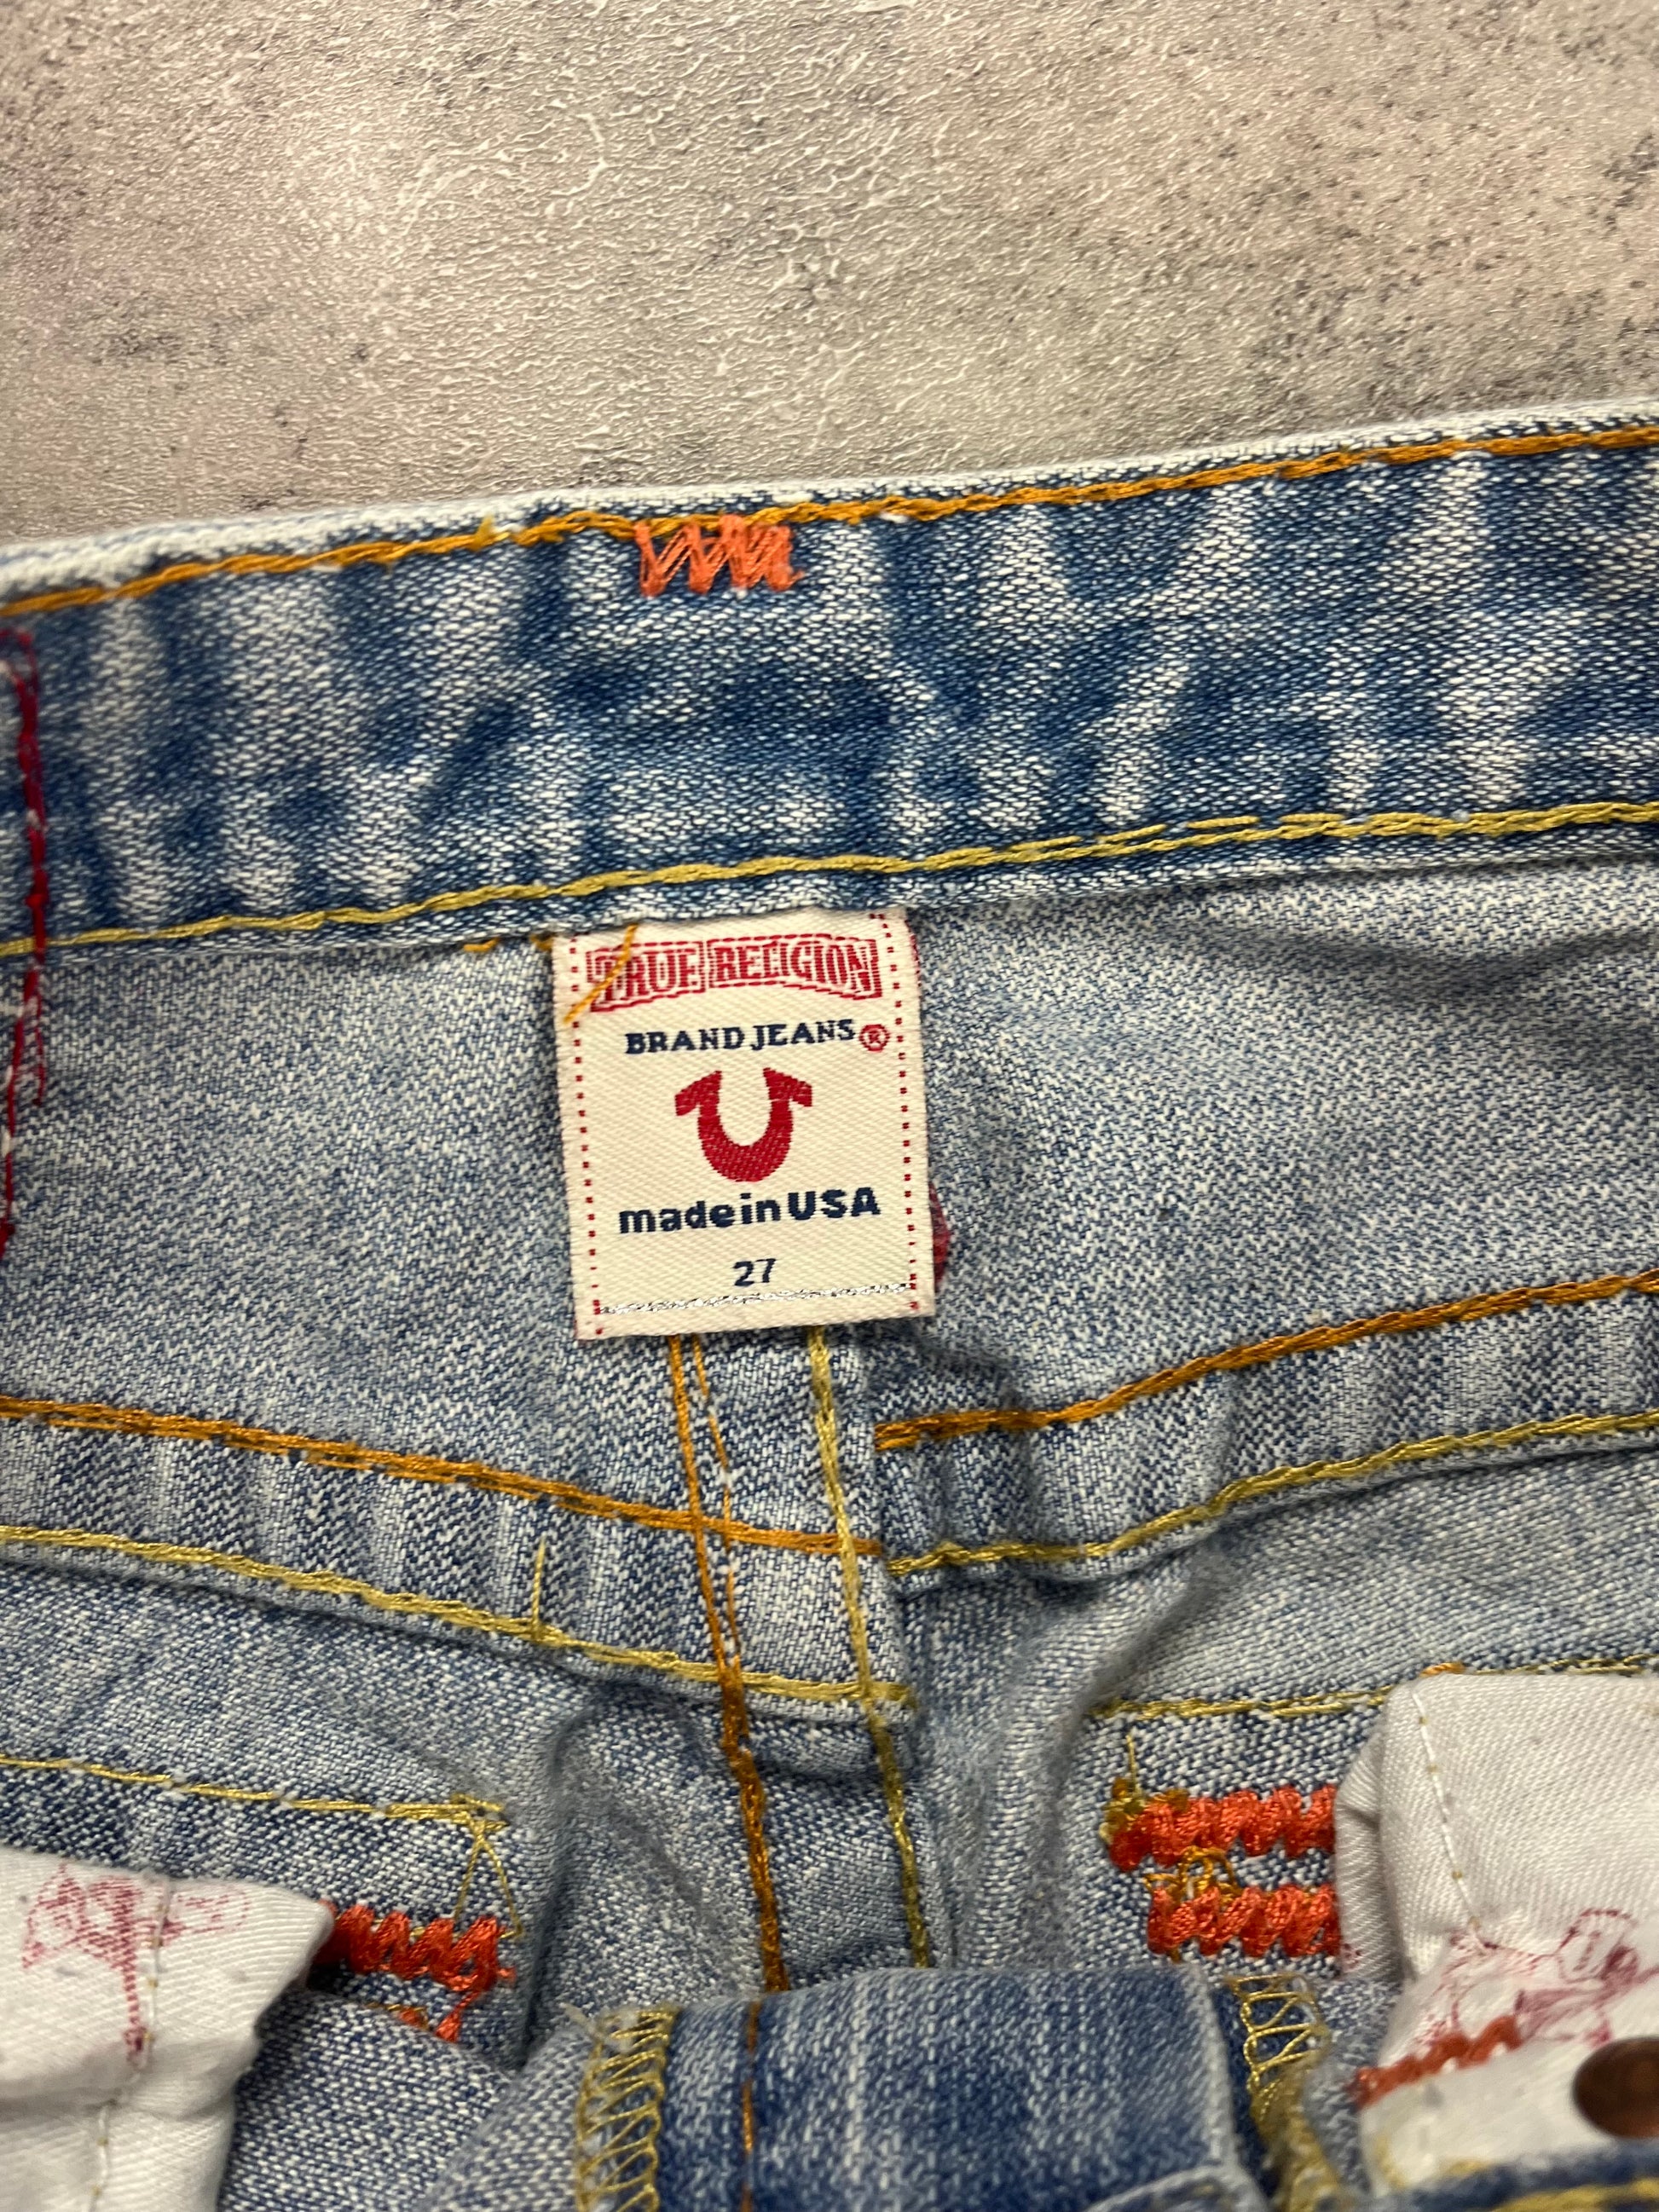 TRUE RELIGION
BRAND JEANS®
made in USA
27